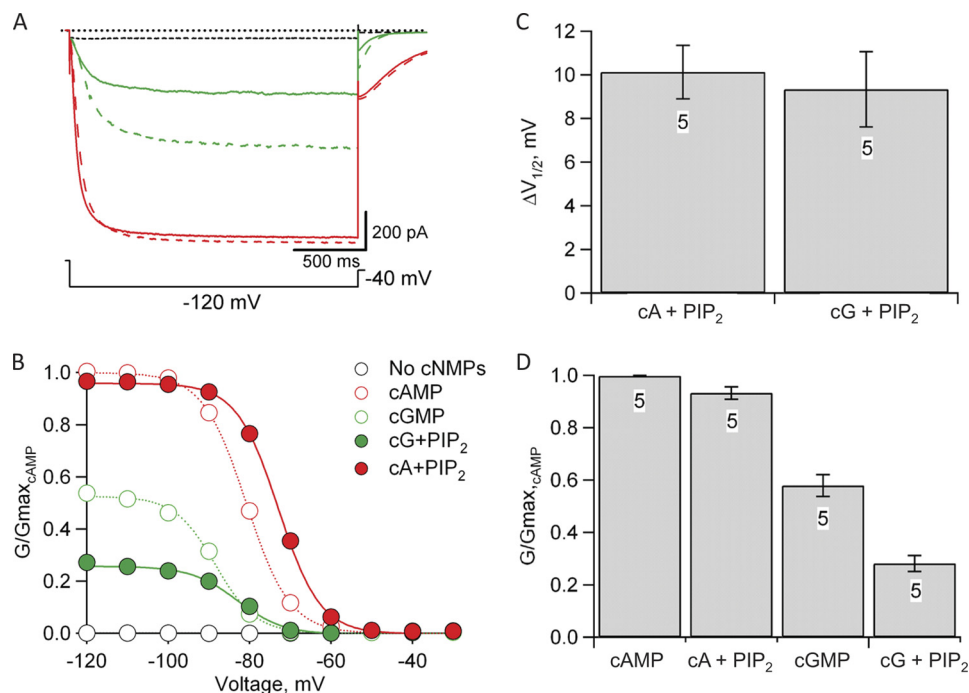 A
200 pA
500 ms
-40 mV
-120 mV
B
G/Gmax_cAMP
1.0
0.8
0.6
0.4
0.2
0.0
-120
-100
-80
-60
-40
Voltage, mV
No cNMPs
cAMP
cGMP
cG+PIP₂
cA+PIP₂
C
ΔV₁/₂, mV
12
10
8
6
4
2
0
5
5
cA + PIP₂
cG + PIP₂
D
G/Gmax,cAMP
1.0
0.8
0.6
0.4
0.2
0.0
5
5
5
5
cAMP
cA + PIP₂
cGMP
cG + PIP₂